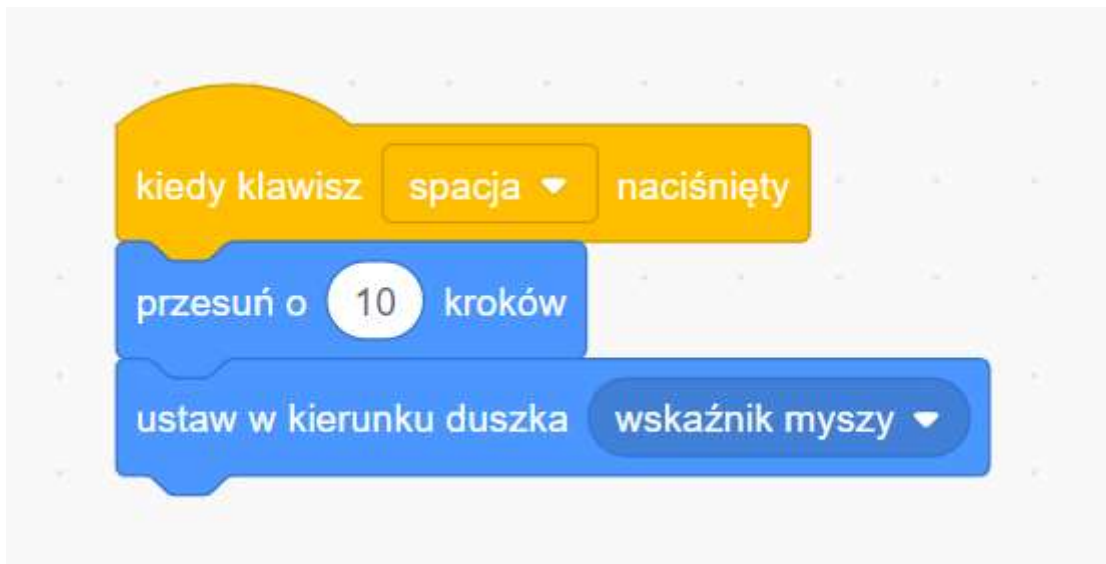 kiedy klawisz spacja naciśnięty
przesuń o 10 kroków
ustaw w kierunku duszka wskaźnik myszy